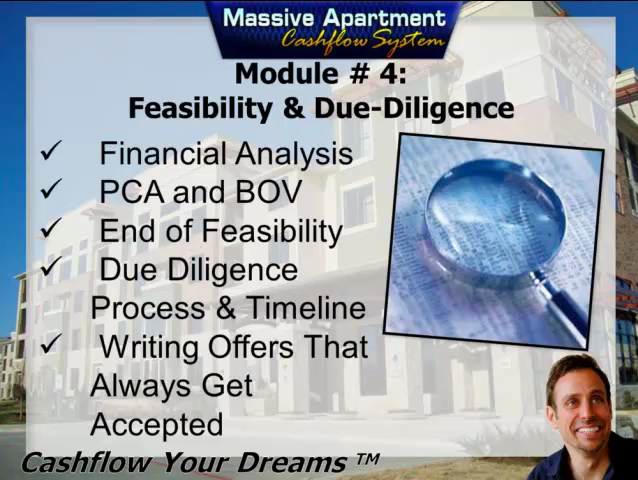 Massive Apartment
Cashflow System
Module # 4:
Feasibility & Due-Diligence
✓ Financial Analysis
✓ PCA and BOV
✓ End of Feasibility
✓ Due Diligence
Process & Timeline
✓ Writing Offers That
Always Get
Accepted
Cashflow Your Dreams ™